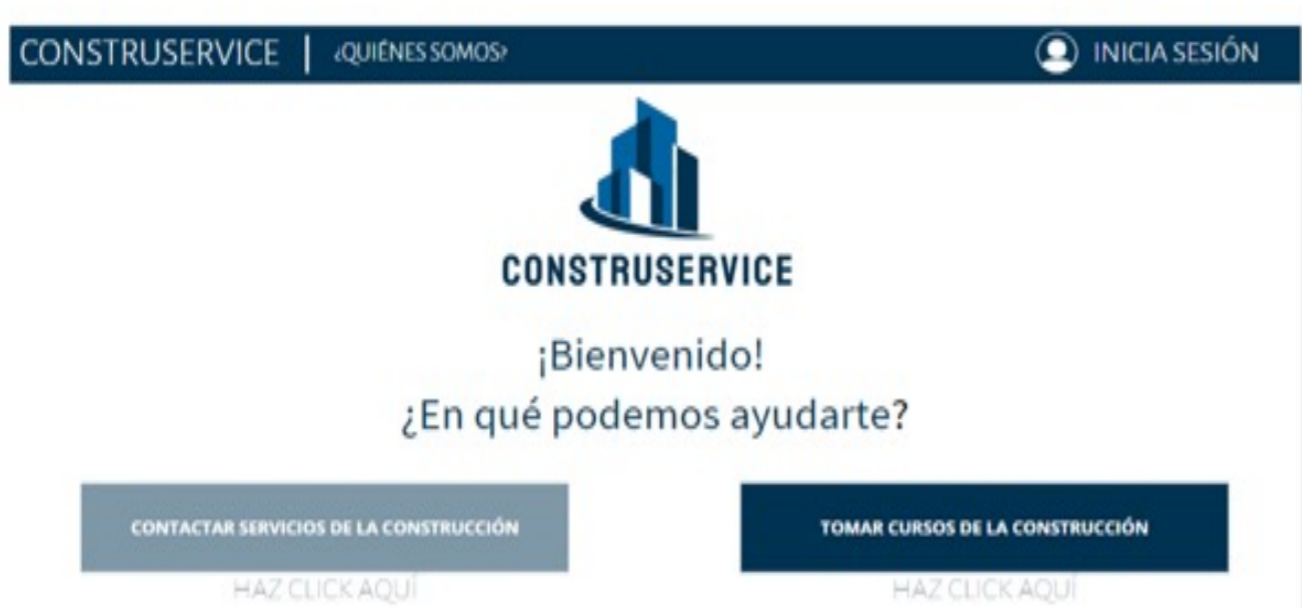 CONSTRUSERVICE | ¿QUIÉNES SOMOS? INICIA SESIÓN
CONSTRUSERVICE
¡Bienvenido!
¿En qué podemos ayudarte?
CONTACTAR SERVICIOS DE LA CONSTRUCCIÓN TOMAR CURSOS DE LA CONSTRUCCIÓN
HAZ CLICK AQUÍ HAZ CLICK AQUÍ